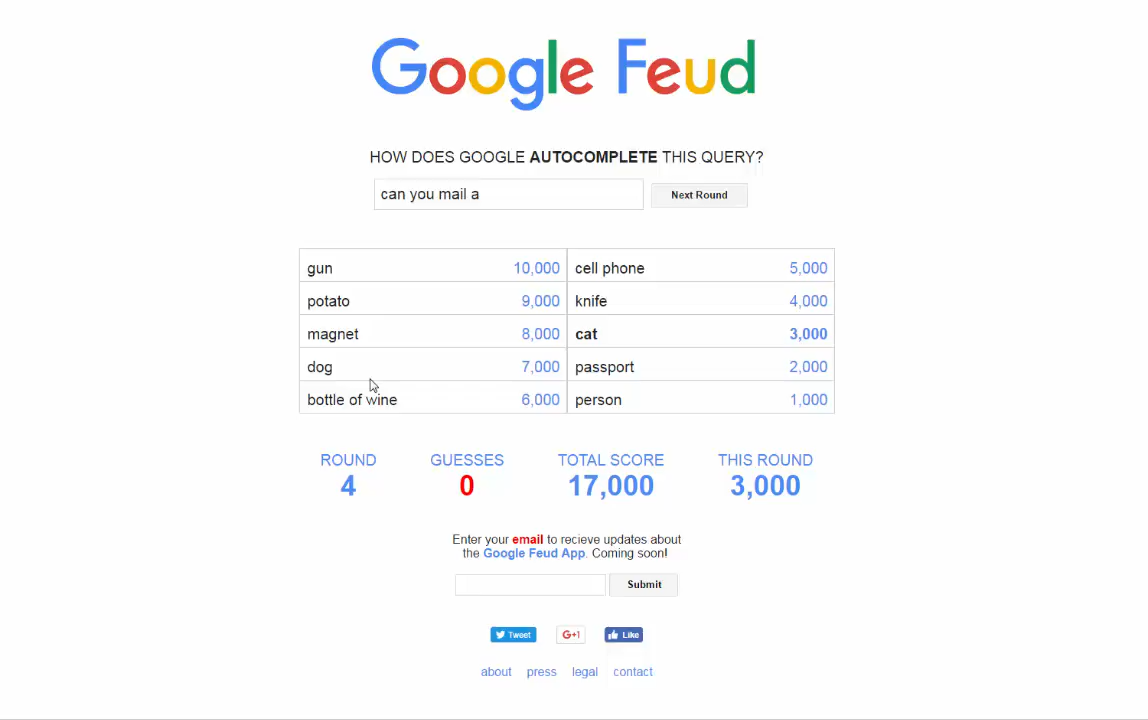 Google Feud
HOW DOES GOOGLE AUTOCOMPLETE THIS QUERY?
can you mail a Next Round
gun 10,000 cell phone 5,000
potato 9,000 knife 4,000
magnet 8,000 cat 3,000
dog 7,000 passport 2,000
bottle of wine 6,000 person 1,000
ROUND GUESSES TOTAL SCORE THIS ROUND
4 0 17,000 3,000
Enter your email to recieve updates about
the Google Feud App. Coming soon!
Submit
Tweet G+1 Like
about press legal contact